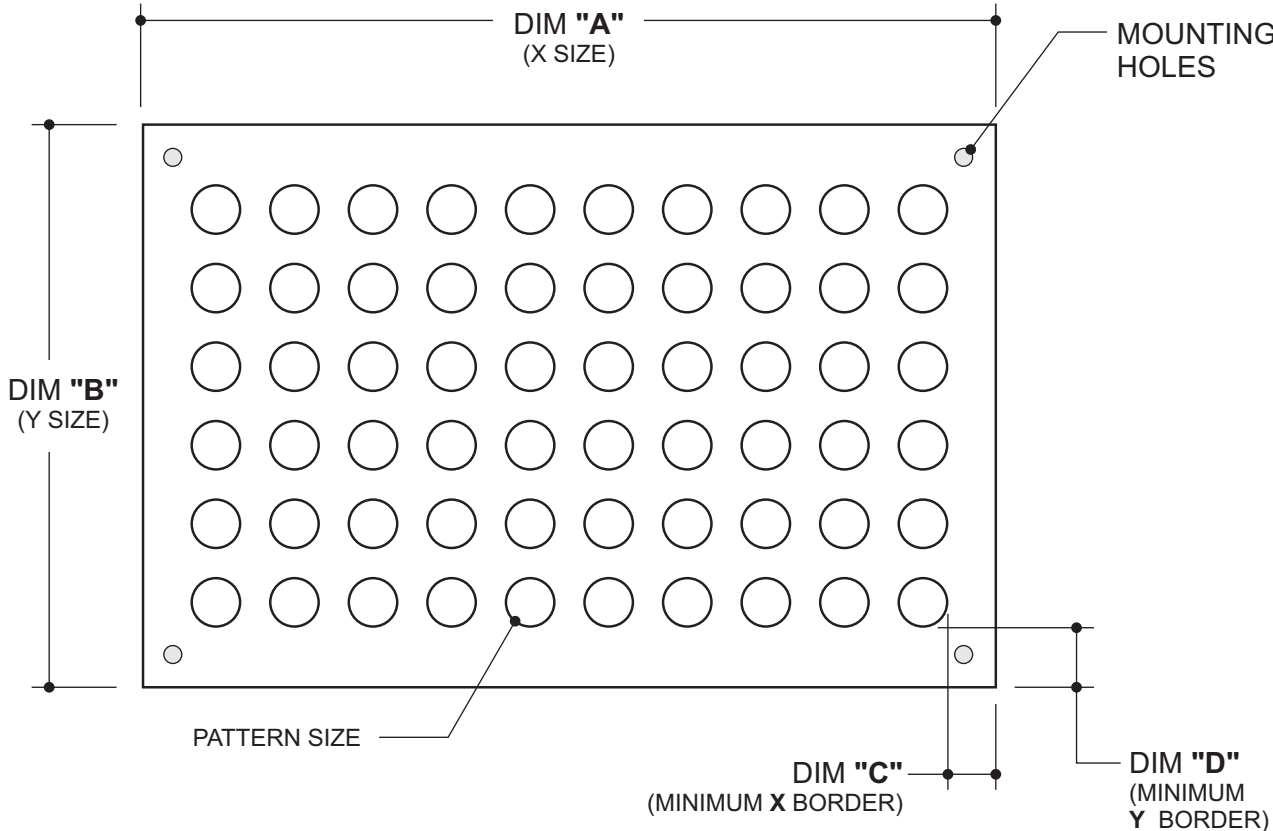 DIM "A"
(X SIZE)
MOUNTING
HOLES
DIM "B"
(Y SIZE)
PATTERN SIZE
DIM "C"
(MINIMUM X BORDER)
DIM "D"
(MINIMUM
Y BORDER)